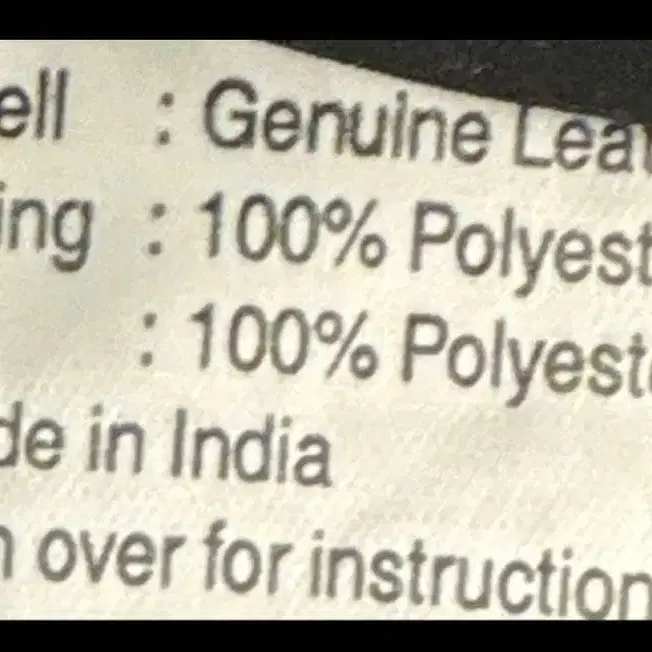 ell : Genuine Lea
ing : 100% Polyest
: 100% Polyest
de in India
n over for instruction